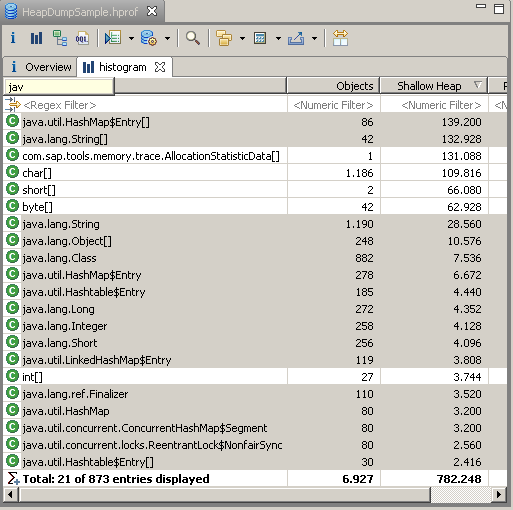 HeapDumpSample.hprof
OQL
i Overview histogram
jav Objects Shallow Heap
<Regex Filter> <Numeric Filter> <Numeric Filter> <N
java.util.HashMap$Entry[] 86 139.200
java.lang.String[] 42 132.928
com.sap.tools.memory.trace.AllocationStatisticData[] 1 131.088
char[] 1.186 109.816
short[] 2 66.080
byte[] 42 62.928
java.lang.String 1.190 28.560
java.lang.Object[] 248 10.576
java.lang.Class 882 7.536
java.util.HashMap$Entry 278 6.672
java.util.Hashtable$Entry 185 4.440
java.lang.Long 272 4.352
java.lang.Integer 258 4.128
java.lang.Short 256 4.096
java.util.LinkedHashMap$Entry 119 3.808
int[] 27 3.744
java.lang.ref.Finalizer 110 3.520
java.util.HashMap 80 3.200
java.util.concurrent.ConcurrentHashMap$Segment 80 3.200
java.util.concurrent.locks.ReentrantLock$NonfairSync 80 2.560
java.util.Hashtable$Entry[] 30 2.416
Total: 21 of 873 entries displayed 6.927 782.248